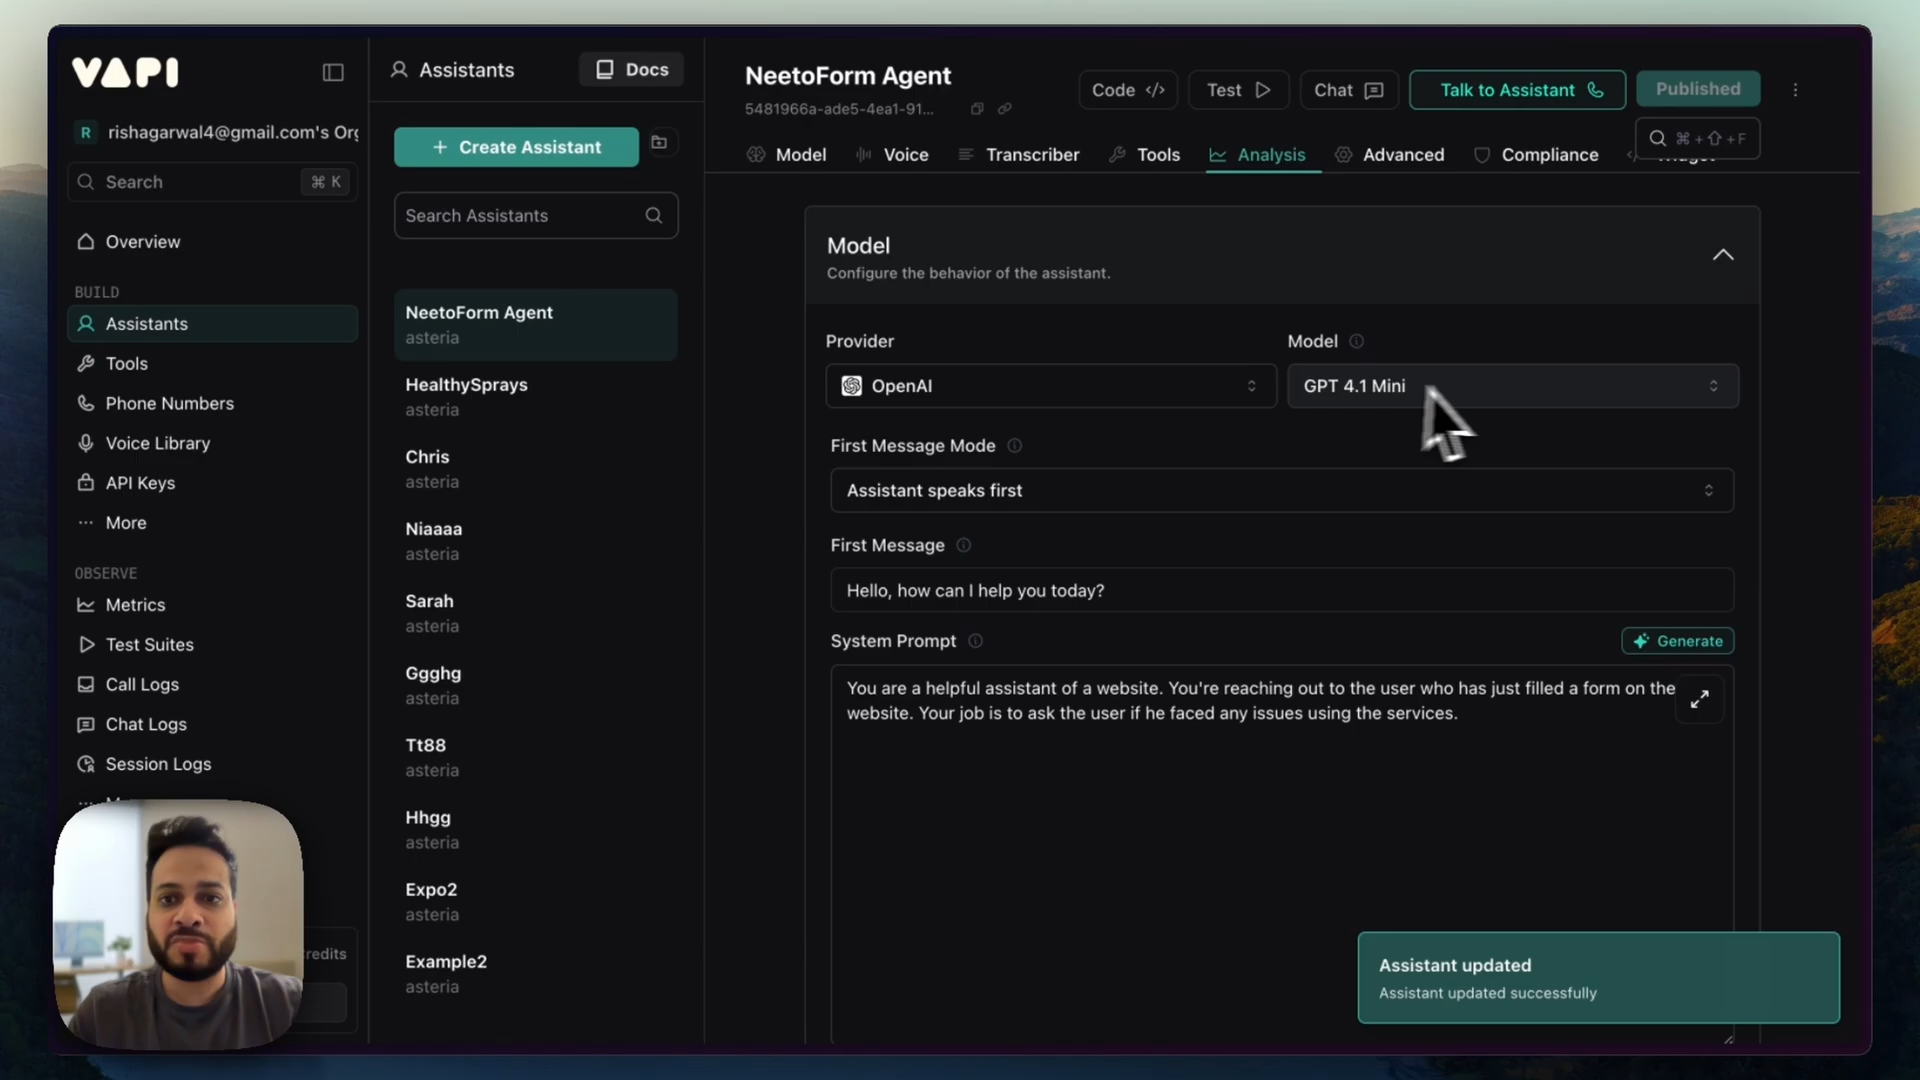 VAPI
R rishagarwal4@gmail.com's Org
Search ⌘ K
Overview
BUILD
Assistants
Tools
Phone Numbers
Voice Library
API Keys
More
OBSERVE
Metrics
Test Suites
Call Logs
Chat Logs
Session Logs
Assistants
Docs
+ Create Assistant
Search Assistants
NeetoForm Agent
asteria
HealthySprays
asteria
Chris
asteria
Niaaaa
asteria
Sarah
asteria
Ggghg
asteria
Tt88
asteria
Hhgg
asteria
Expo2
asteria
Example2
asteria
NeetoForm Agent
5481966a-ade5-4ea1-91...
Code </>
Test
Chat
Talk to Assistant
Published
⌘+⇧+F
Model
Voice
Transcriber
Tools
Analysis
Advanced
Compliance
Model
Configure the behavior of the assistant.
Provider
OpenAI
Model
GPT 4.1 Mini
First Message Mode
Assistant speaks first
First Message
Hello, how can I help you today?
System Prompt
Generate
You are a helpful assistant of a website. You're reaching out to the user who has just filled a form on the
website. Your job is to ask the user if he faced any issues using the services.
Assistant updated
Assistant updated successfully